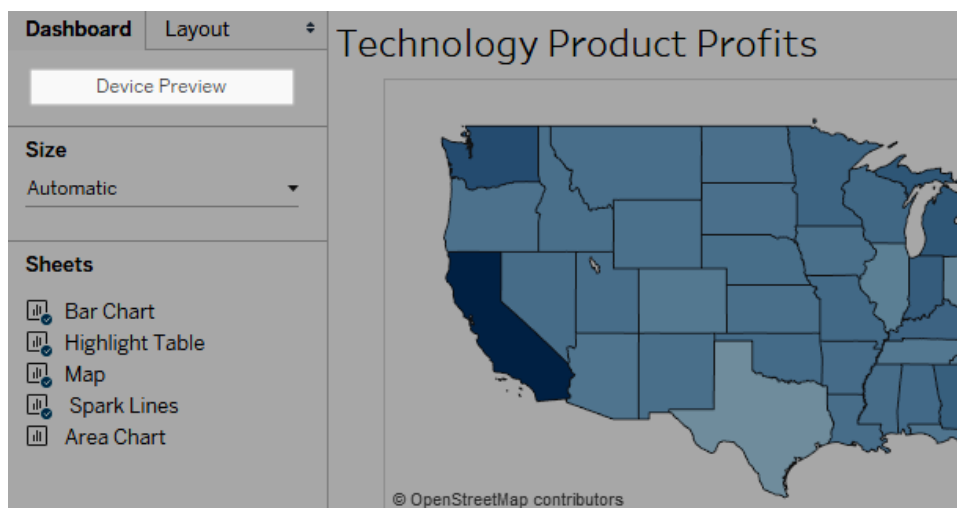 Dashboard Layout
Technology Product Profits
Device Preview
Size
Automatic
Sheets
Bar Chart
Highlight Table
Map
Spark Lines
Area Chart
© OpenStreetMap contributors